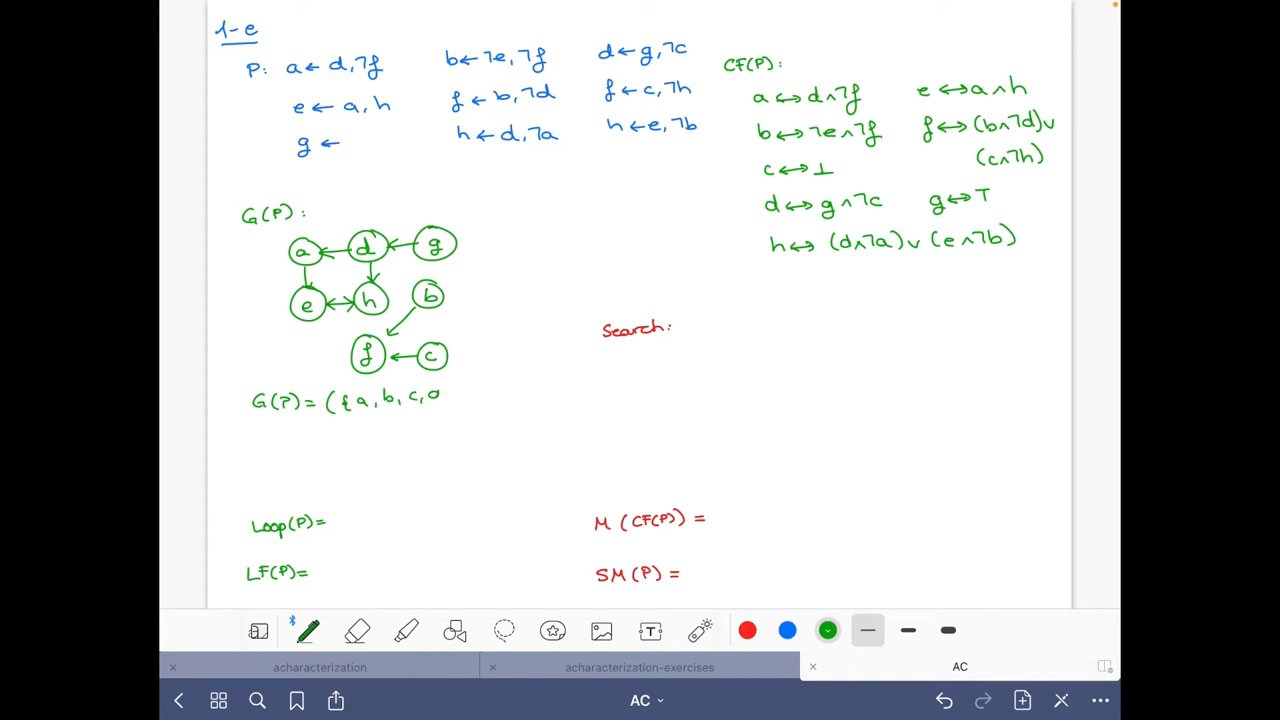 1-e
P: a ← d, ¬f b ← ¬e, ¬f d ← g, ¬c
e ← a, h f ← b, ¬d f ← c, ¬h
g ← h ← d, ¬a h ← e, ¬b
CF(P):
a ↔ d ∧ ¬f e ↔ a ∧ h
b ↔ ¬e ∧ ¬f f ↔ (b ∧ ¬d) ∨
c ↔ ⊥ (c ∧ ¬h)
d ↔ g ∧ ¬c g ↔ ⊤
h ↔ (d ∧ ¬a) ∨ (e ∧ ¬b)
G(P):
a d g
e h b
f c
G(P) = ({a, b, c, 
Search:
Loop(P) =
LF(P) =
M(CF(P)) =
SM(P) =
T
acharacterization acharacterization-exercises AC
AC